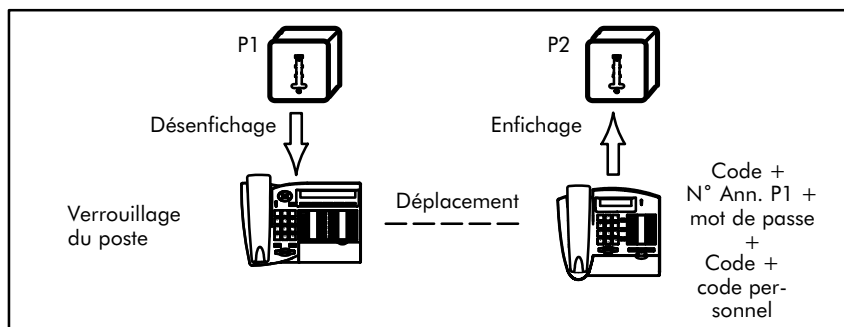 P1
P2
Désenfichage
Enfichage
Verrouillage
du poste
Déplacement
Code +
N° Ann. P1 +
mot de passe
+
Code +
code per-
sonnel